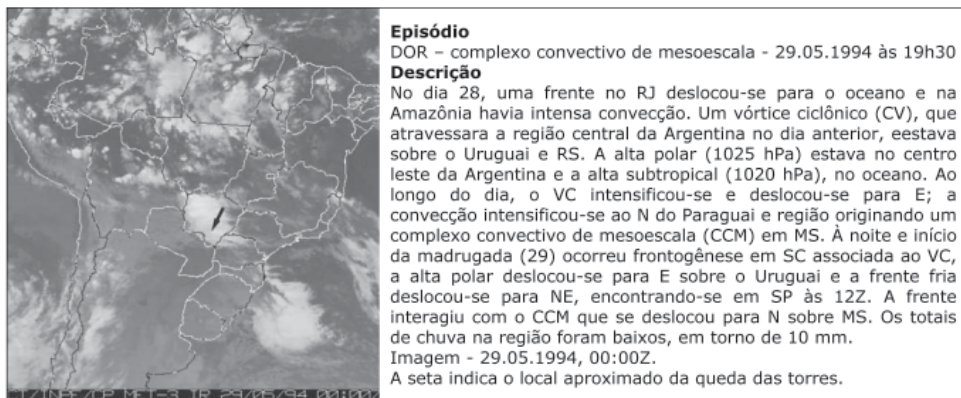 Episódio
DOR – complexo convectivo de mesoescala - 29.05.1994 às 19h30
Descrição
No dia 28, uma frente no RJ deslocou-se para o oceano e na
Amazônia havia intensa convecção. Um vórtice ciclônico (CV), que
atravessara a região central da Argentina no dia anterior, eestava
sobre o Uruguai e RS. A alta polar (1025 hPa) estava no centro
leste da Argentina e a alta subtropical (1020 hPa), no oceano. Ao
longo do dia, o VC intensificou-se e deslocou-se para E; a
convecção intensificou-se ao N do Paraguai e região originando um
complexo convectivo de mesoescala (CCM) em MS. À noite e início
da madrugada (29) ocorreu frontogênese em SC associada ao VC,
a alta polar deslocou-se para E sobre o Uruguai e a frente fria
deslocou-se para NE, encontrando-se em SP às 12Z. A frente
interagiu com o CCM que se deslocou para N sobre MS. Os totais
de chuva na região foram baixos, em torno de 10 mm.
Imagem - 29.05.1994, 00:00Z.
A seta indica o local aproximado da queda das torres.